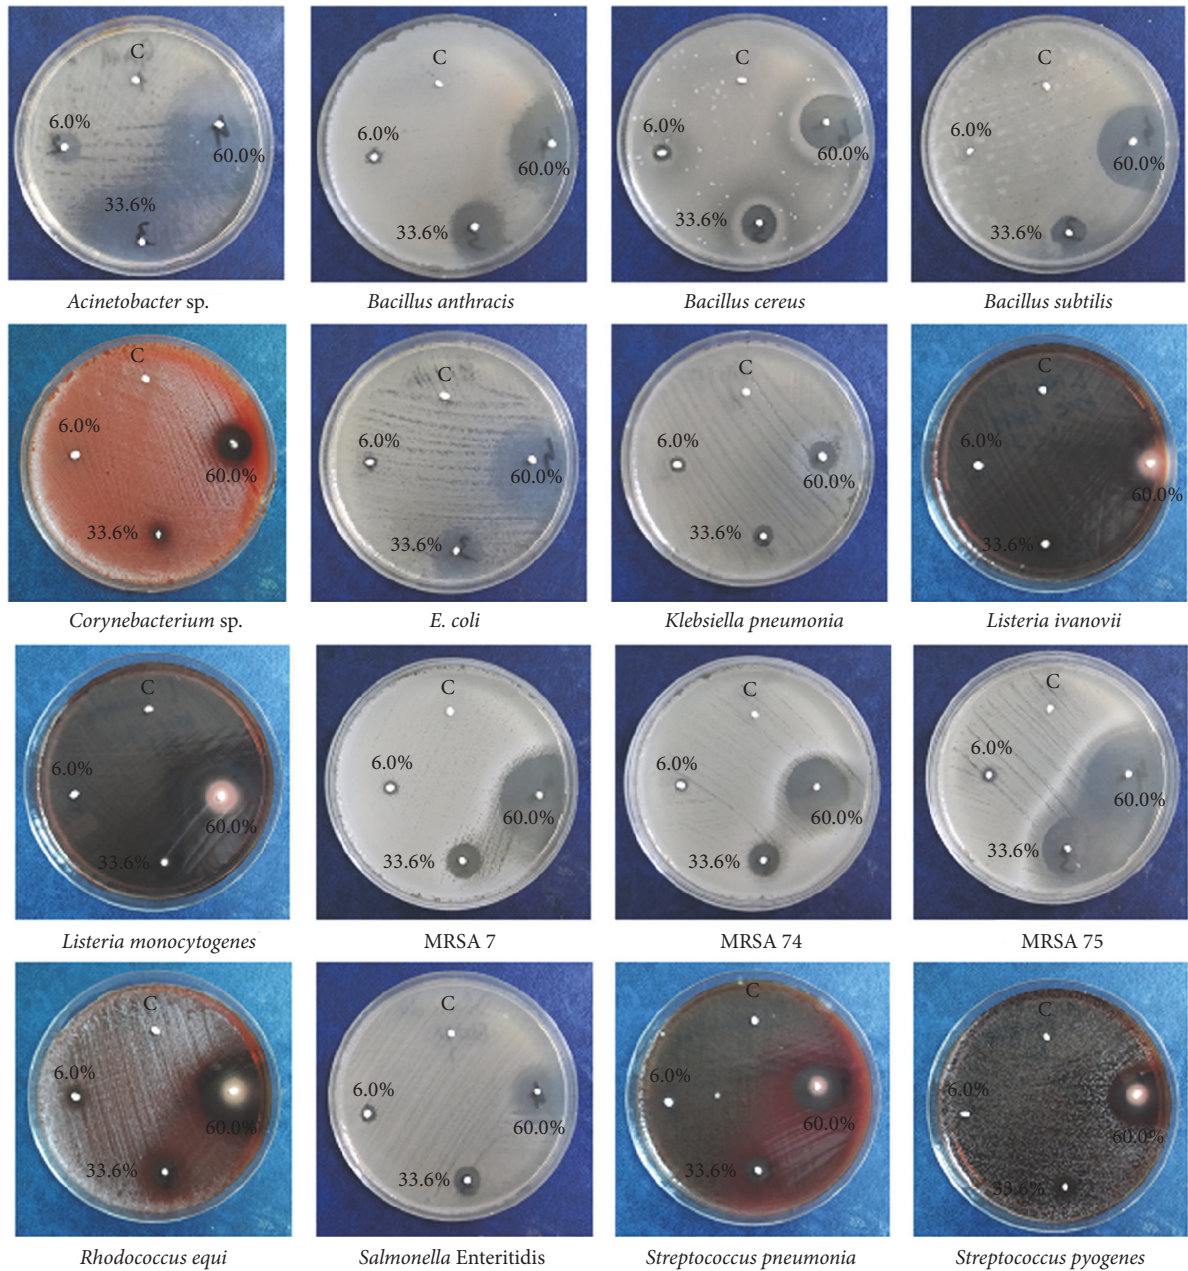 C
6.0%
60.0%
33.6%
Acinetobacter sp.
C
6.0%
60.0%
33.6%
Bacillus anthracis
C
6.0%
60.0%
33.6%
Bacillus cereus
C
6.0%
60.0%
33.6%
Bacillus subtilis
C
6.0%
60.0%
33.6%
Corynebacterium sp.
C
6.0%
60.0%
33.6%
E. coli
C
6.0%
60.0%
33.6%
Klebsiella pneumonia
C
6.0%
60.0%
33.6%
Listeria ivanovii
C
6.0%
60.0%
33.6%
Listeria monocytogenes
C
6.0%
60.0%
33.6%
MRSA 7
C
6.0%
60.0%
33.6%
MRSA 74
C
6.0%
60.0%
33.6%
MRSA 75
C
6.0%
60.0%
33.6%
Rhodococcus equi
C
6.0%
60.0%
33.6%
Salmonella Enteritidis
C
6.0%
60.0%
33.6%
Streptococcus pneumonia
C
6.0%
60.0%
33.6%
Streptococcus pyogenes